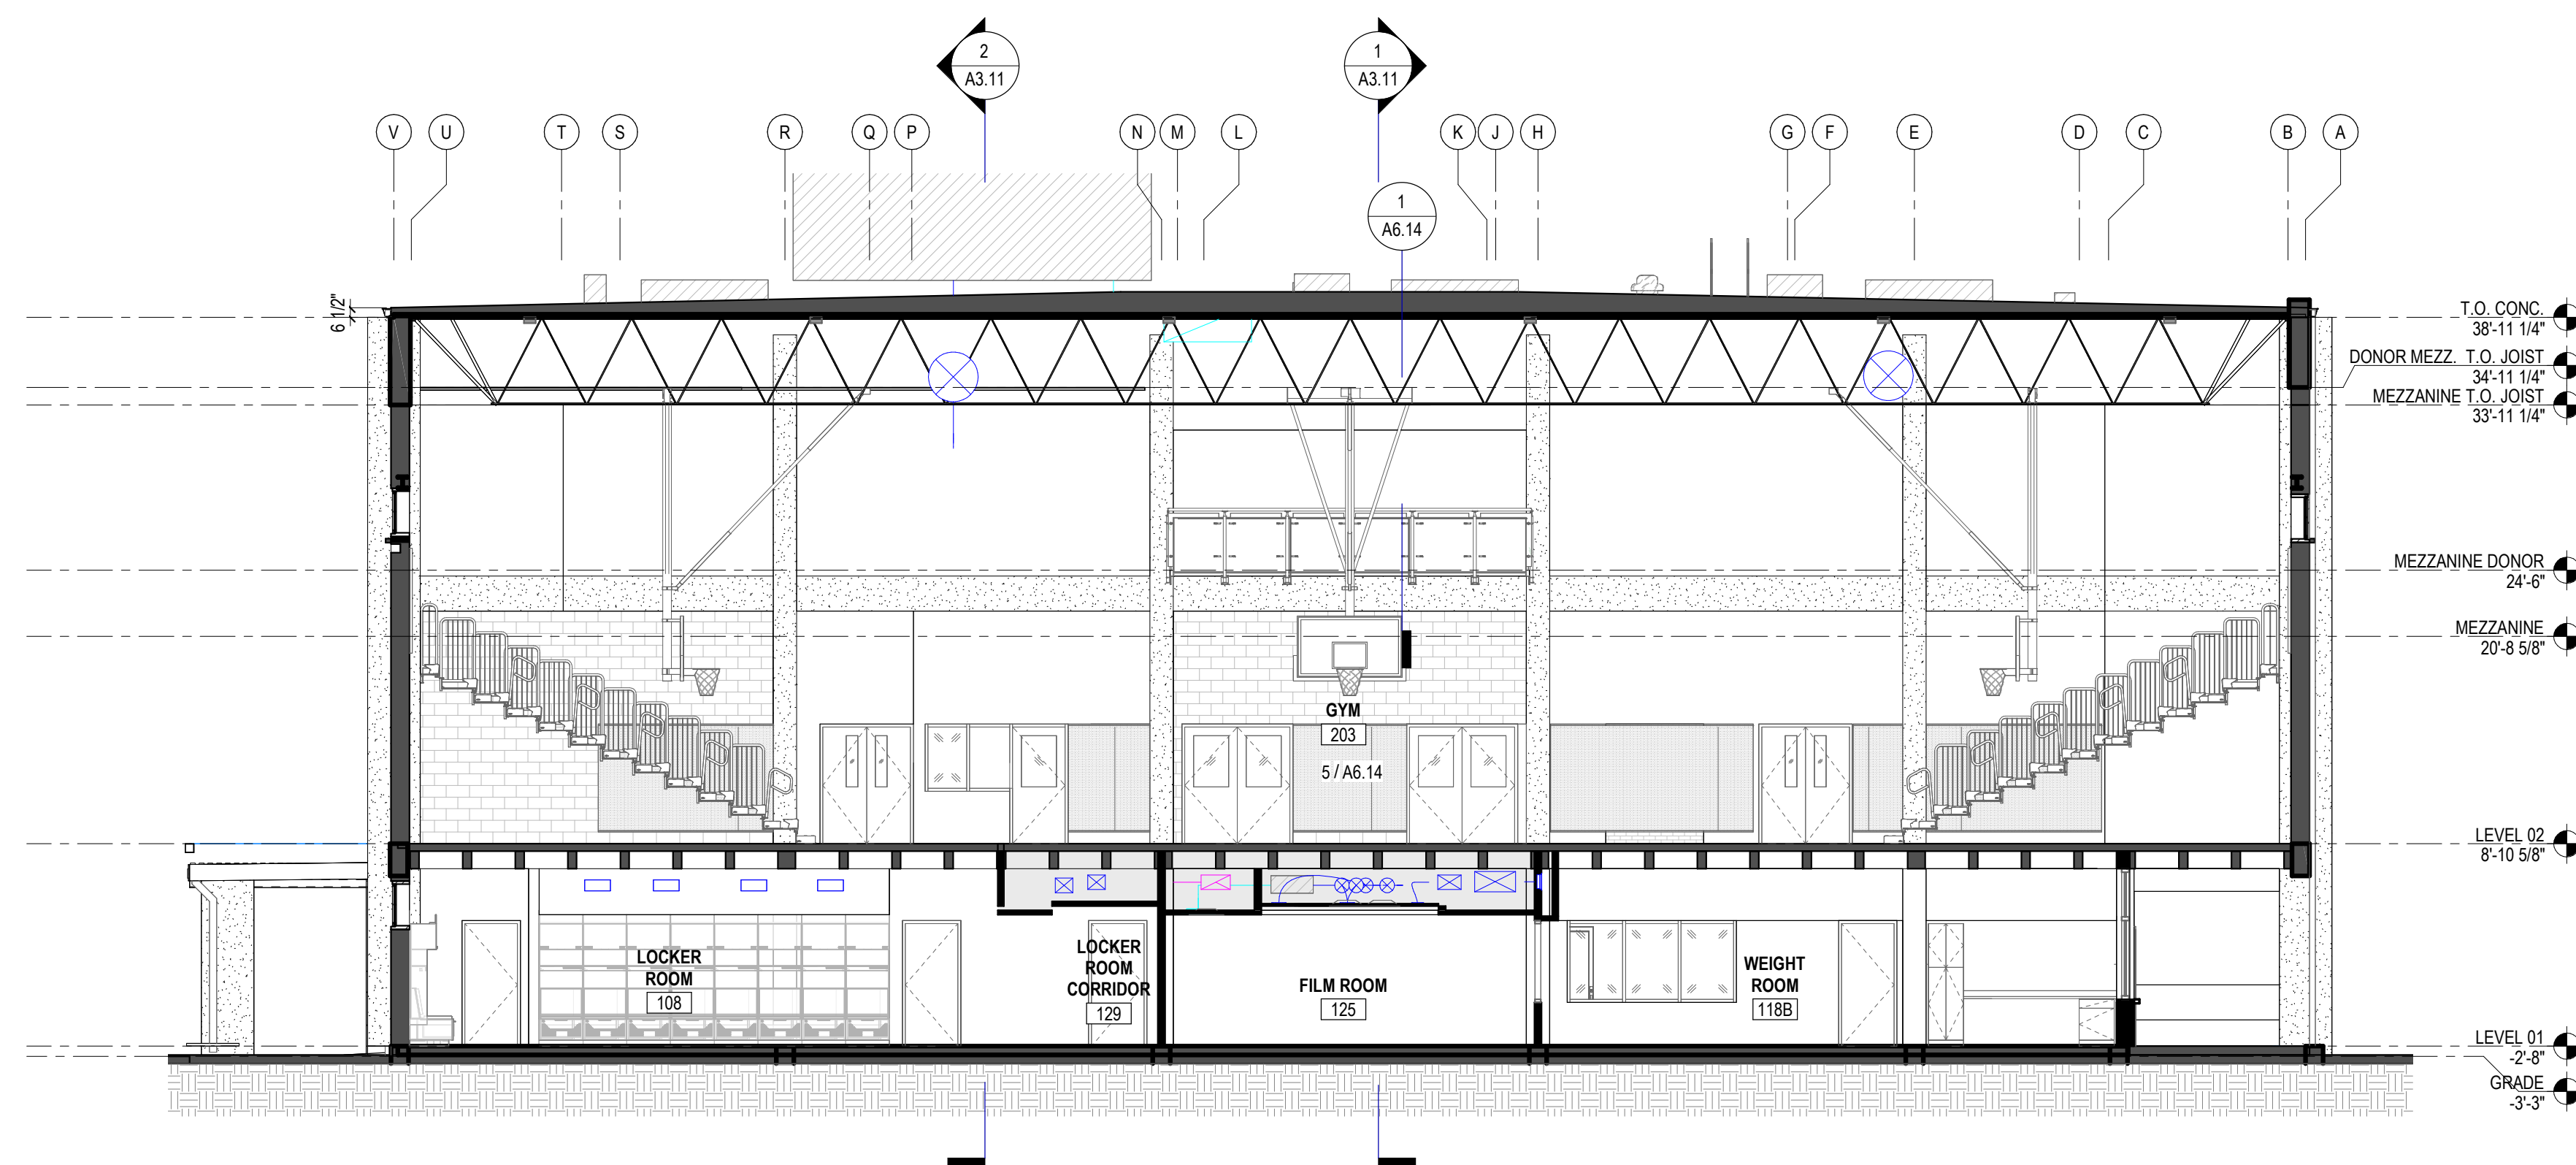 2
A3.11
1
A3.11
V
U
T
S
R
Q
P
N
M
L
K
J
H
G
F
E
D
C
B
A
1
A6.14
6 1/2"
T.O. CONC.
38'-11 1/4"
DONOR MEZZ. T.O. JOIST
34'-11 1/4"
MEZZANINE T.O. JOIST
33'-11 1/4"
MEZZANINE DONOR
24'-6"
MEZZANINE
20'-8 5/8"
GYM
203
5 / A6.14
LEVEL 02
8'-10 5/8"
LOCKER
ROOM
108
LOCKER
ROOM
CORRIDOR
129
FILM ROOM
125
WEIGHT
ROOM
118B
LEVEL 01
-2'-8"
GRADE
-3'-3"